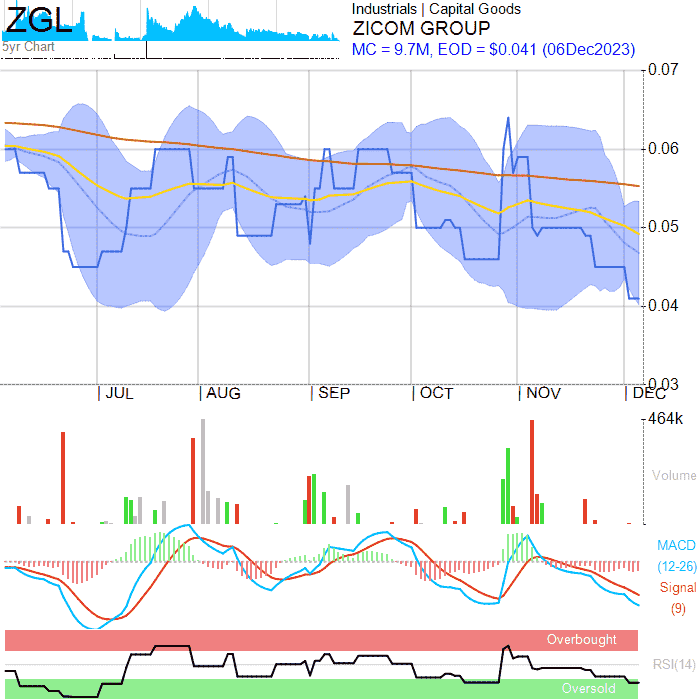 ZGL
5yr Chart
Industrials | Capital Goods
ZICOM GROUP
MC = 9.7M, EOD = $0.041 (06Dec2023)
0.07
0.06
0.05
0.04
0.03
JUL
AUG
SEP
OCT
NOV
DEC
464k
Volume
MACD
(12-26)
Signal
(9)
Overbought
RSI(14)
Oversold